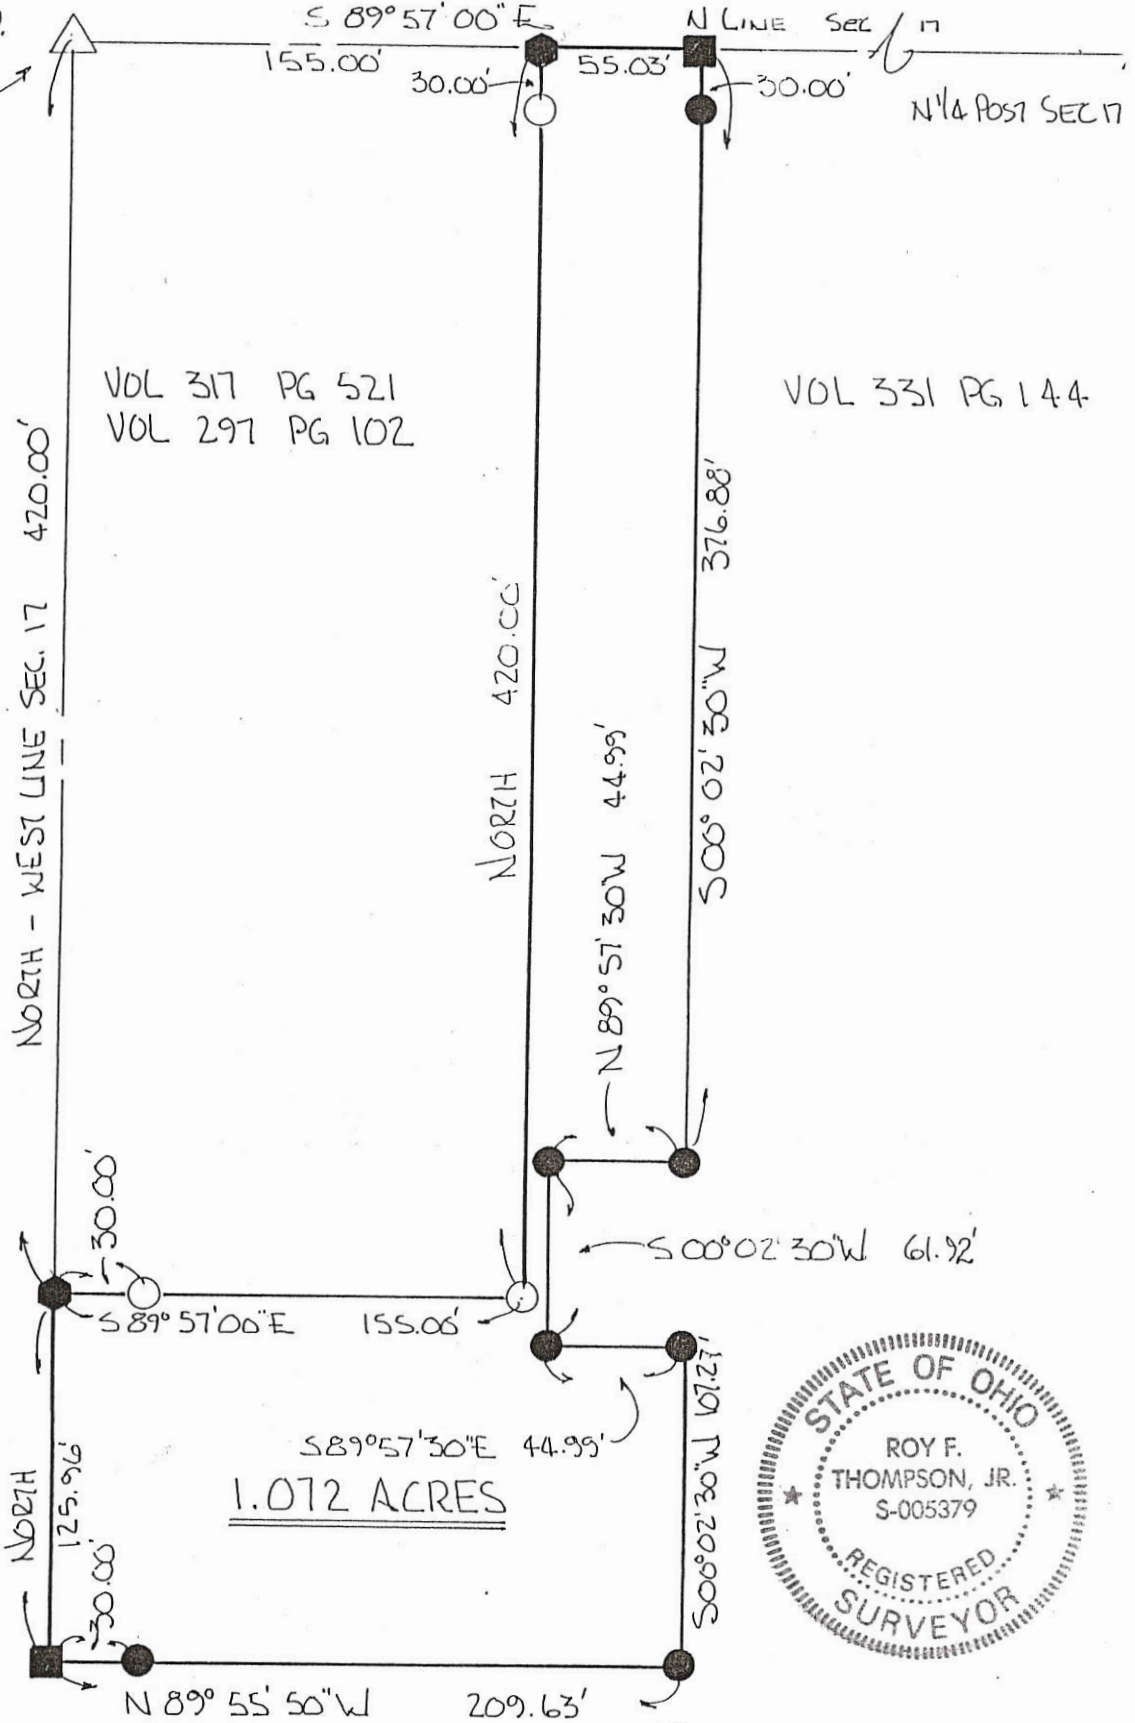 S 89°57'00"E
N LINE SEC 17
155.00'
55.03'
30.00'
30.00'
N 1/4 POST SEC 17
VOL 317 PG 521
VOL 297 PG 102
VOL 331 PG 144
NORTH - WEST LINE SEC. 17 420.00'
NORTH 420.00'
S00° 02' 30"W 376.88'
N 89° 57' 30"W 44.99'
30.00'
S 00° 02' 30"W 61.92'
S 89° 57' 00"E 155.00'
S89°57'30"E 44.99'
1.072 ACRES
S00°02'30"W 107.27'
NORTH
125.96'
30.00'
N 89° 55' 50"W 209.63'
STATE OF OHIO
ROY F.
THOMPSON, JR.
S-005379
REGISTERED
SURVEYOR